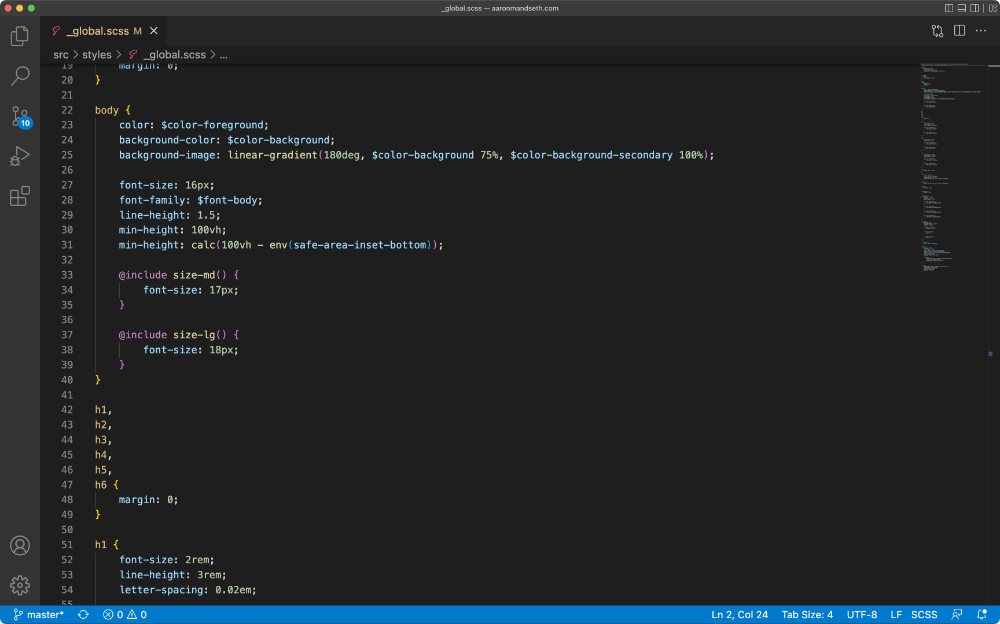 _global.scss — aaronmandseth.com
_global.scss M
src > styles > _global.scss > ...
19 margin: 0;
20 }
21
22 body {
23 color: $color-foreground;
24 background-color: $color-background;
25 background-image: linear-gradient(180deg, $color-background 75%, $color-background-secondary 100%);
26
27 font-size: 16px;
28 font-family: $font-body;
29 line-height: 1.5;
30 min-height: 100vh;
31 min-height: calc(100vh - env(safe-area-inset-bottom));
32
33 @include size-md() {
34 font-size: 17px;
35 }
36
37 @include size-lg() {
38 font-size: 18px;
39 }
40 }
41
42 h1,
43 h2,
44 h3,
45 h4,
46 h5,
47 h6 {
48 margin: 0;
49 }
50
51 h1 {
52 font-size: 2rem;
53 line-height: 3rem;
54 letter-spacing: 0.02em;
55
10
master* 0 0 Ln 2, Col 24 Tab Size: 4 UTF-8 LF SCSS